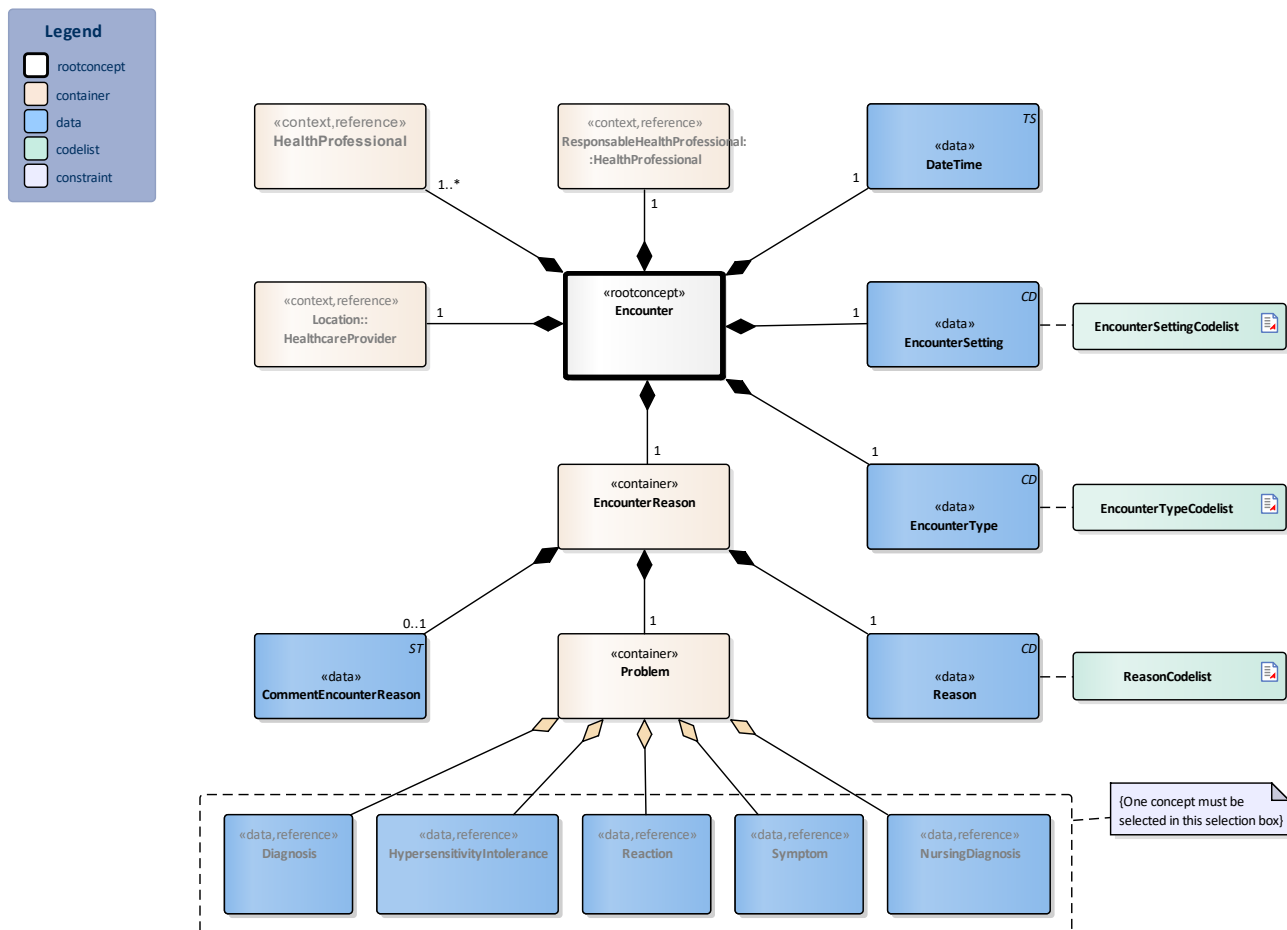 Legend
rootconcept
container
data
codelist
constraint
«context,reference»
HealthProfessional
1..*
«context,reference»
ResponsableHealthProfessional:
:HealthProfessional
1
TS
«data»
DateTime
1
«context,reference»
Location::
HealthcareProvider
1
«rootconcept»
Encounter
CD
«data»
EncounterSetting
1
EncounterSettingCodelist
1
«container»
EncounterReason
1
CD
«data»
EncounterType
EncounterTypeCodelist
0..1
ST
«data»
CommentEncounterReason
1
«container»
Problem
1
CD
«data»
Reason
ReasonCodelist
{One concept must be
selected in this selection box}
«data,reference»
Diagnosis
«data,reference»
HypersensitivityIntolerance
«data,reference»
Reaction
«data,reference»
Symptom
«data,reference»
NursingDiagnosis